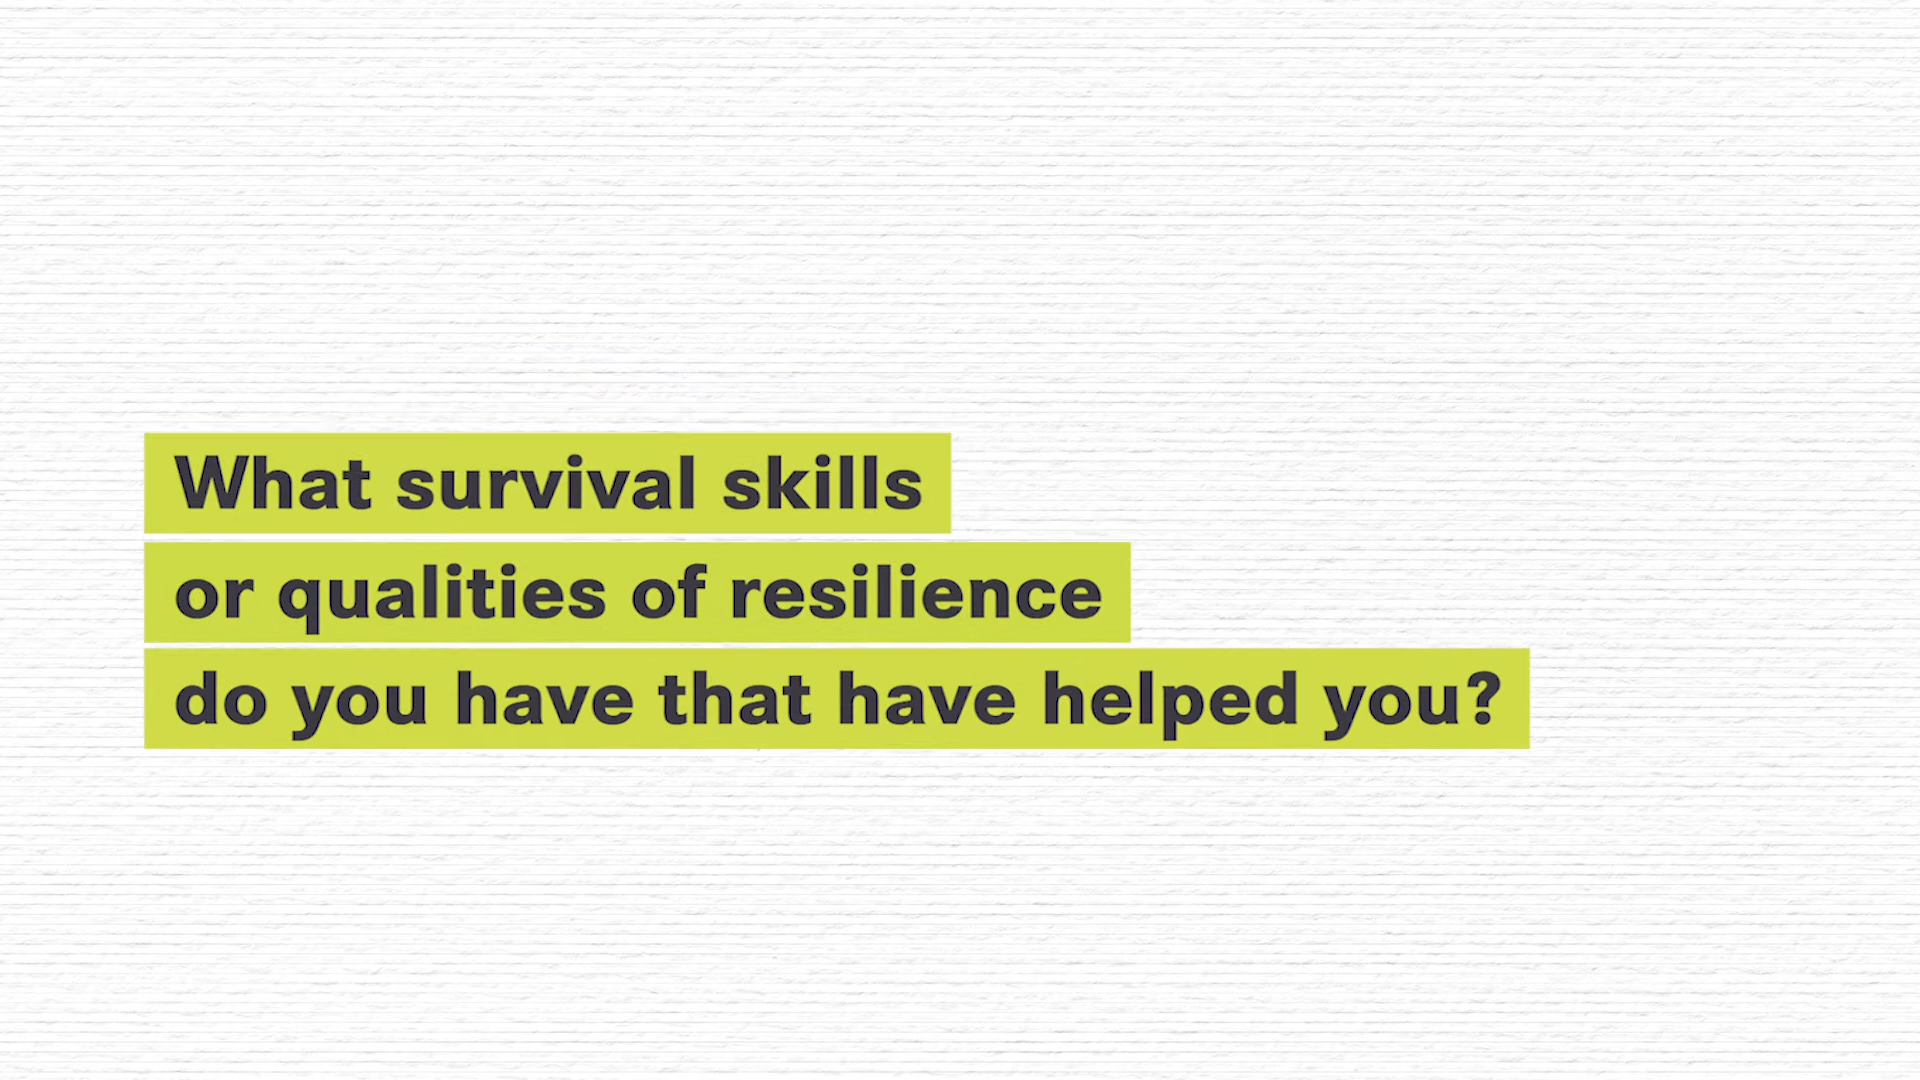 What survival skills
or qualities of resilience
do you have that have helped you?